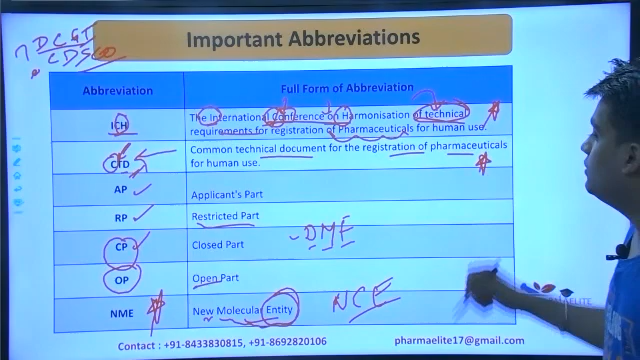 DCGI
CDSCO
Important Abbreviations
Abbreviation
Full Form of Abbreviation
ICH
The International Conference on Harmonisation of technical
requirements for registration of Pharmaceuticals for human use.
CTD
Common technical document for the registration of pharmaceuticals
for human use.
AP
Applicant's Part
RP
Restricted Part
CP
Closed Part
- DMF
OP
Open Part
NME
New Molecular Entity
NCE
Contact : +91-8433830815, +91-8692820106
pharmaelite17@gmail.com